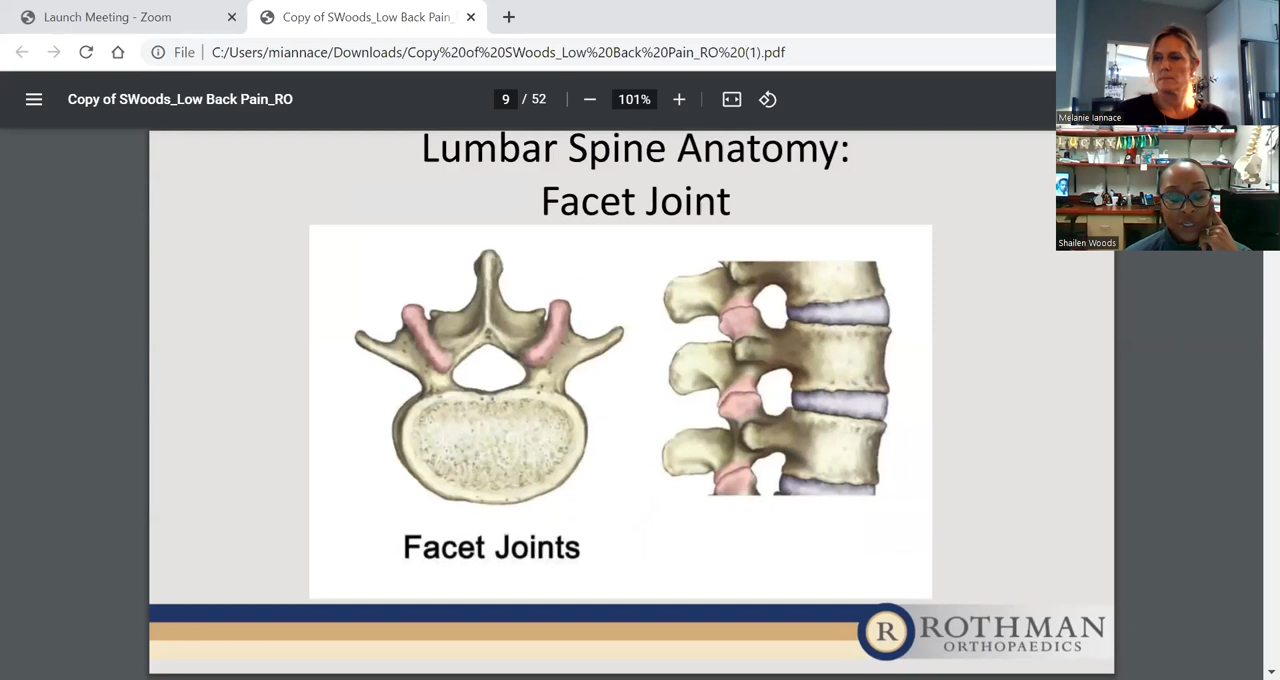 Launch Meeting - Zoom
Copy of SWoods_Low Back Pain_
File
C:/Users/miannace/Downloads/Copy%20of%20SWoods_Low%20Back%20Pain_RO%20(1).pdf
Copy of SWoods_Low Back Pain_RO
9 / 52
101%
Melanie Iannace
Shailen Woods
Lumbar Spine Anatomy:
Facet Joint
Facet Joints
R
ROTHMAN
ORTHOPAEDICS